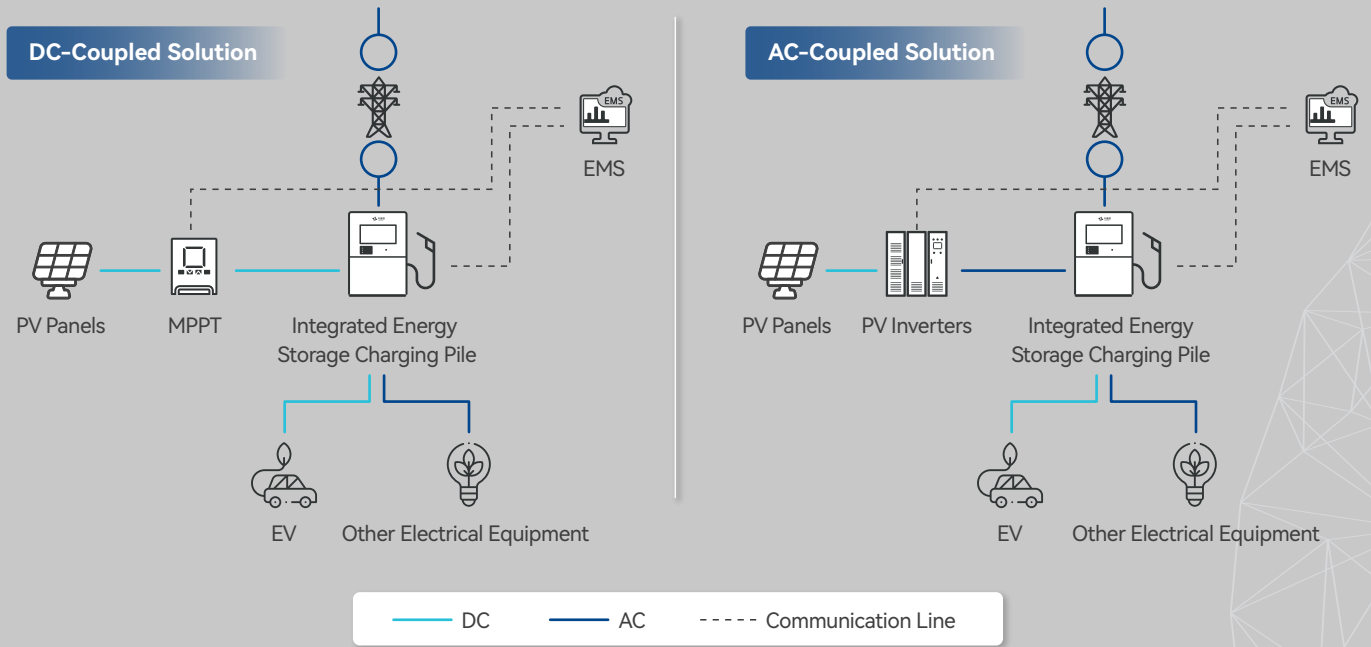 DC-Coupled Solution
EMS
EMS
PV Panels
MPPT
Integrated Energy
Storage Charging Pile
EV
Other Electrical Equipment
AC-Coupled Solution
EMS
EMS
PV Panels
PV Inverters
Integrated Energy
Storage Charging Pile
EV
Other Electrical Equipment
DC
AC
Communication Line